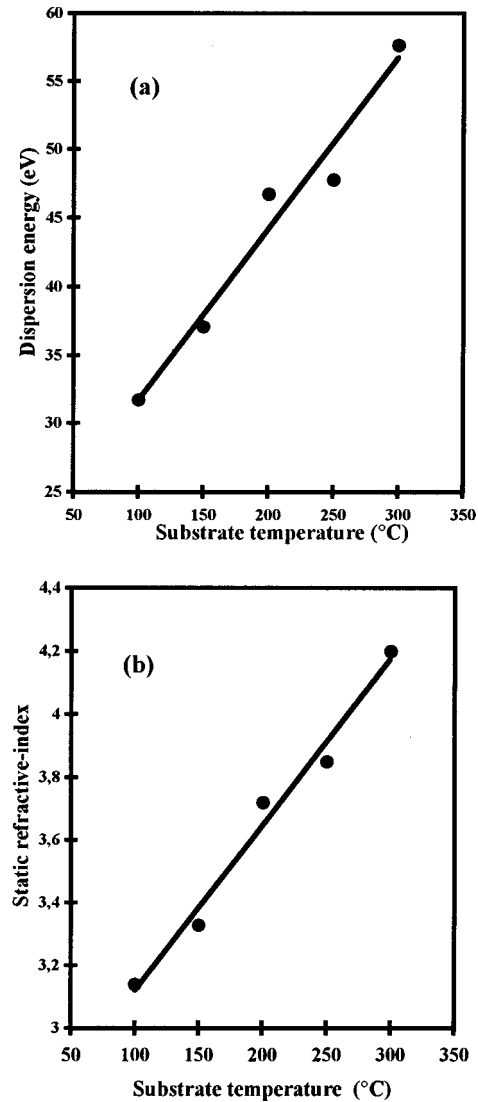 60
(a)
55
50
45
40
35
30
25
Dispersion energy (eV)
50 100 150 200 250 300 350
Substrate temperature (°C)
4,4
(b)
4,2
4
3,8
3,6
3,4
3,2
3
Static refractive-index
50 100 150 200 250 300 350
Substrate temperature (°C)